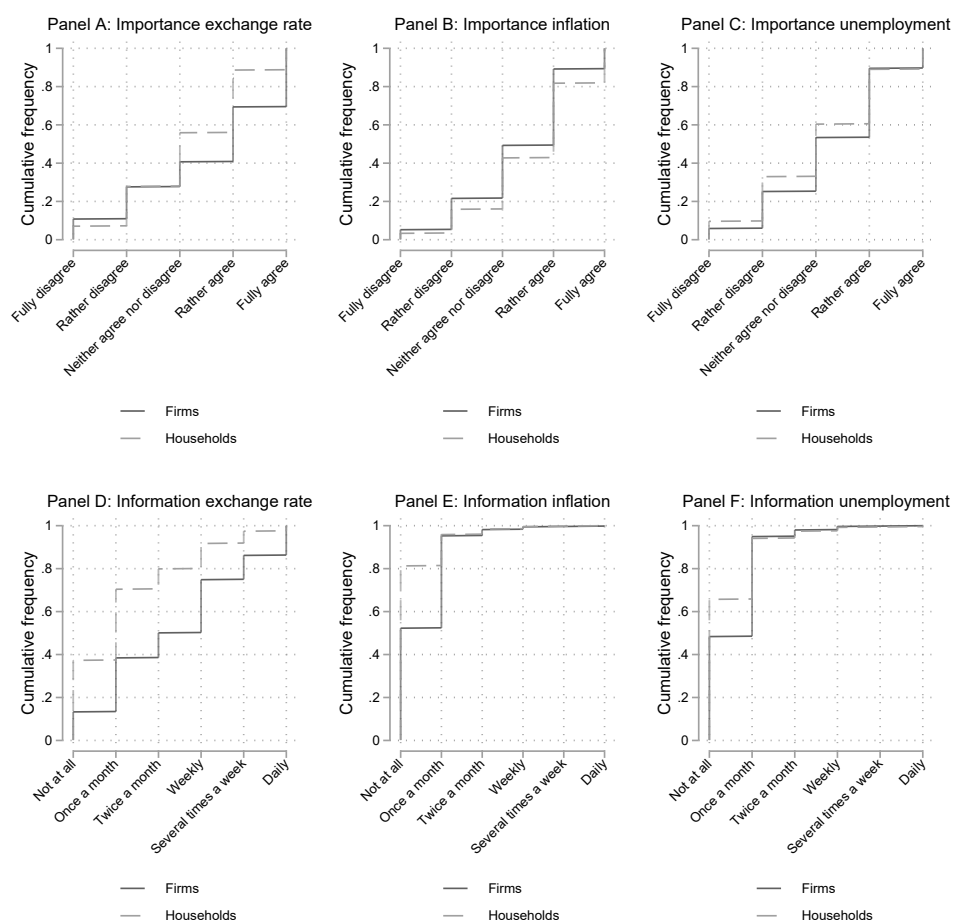 Panel A: Importance exchange rate
Cumulative frequency
1
.8
.6
.4
.2
0
Fully disagree
Rather disagree
Neither agree nor disagree
Rather agree
Fully agree
Firms
Households
Panel B: Importance inflation
Cumulative frequency
1
.8
.6
.4
.2
0
Fully disagree
Rather disagree
Neither agree nor disagree
Rather agree
Fully agree
Firms
Households
Panel C: Importance unemployment
Cumulative frequency
1
.8
.6
.4
.2
0
Fully disagree
Rather disagree
Neither agree nor disagree
Rather agree
Fully agree
Firms
Households
Panel D: Information exchange rate
Cumulative frequency
1
.8
.6
.4
.2
0
Not at all
Once a month
Twice a month
Weekly
Several times a week
Daily
Firms
Households
Panel E: Information inflation
Cumulative frequency
1
.8
.6
.4
.2
0
Not at all
Once a month
Twice a month
Weekly
Several times a week
Daily
Firms
Households
Panel F: Information unemployment
Cumulative frequency
1
.8
.6
.4
.2
0
Not at all
Once a month
Twice a month
Weekly
Several times a week
Daily
Firms
Households